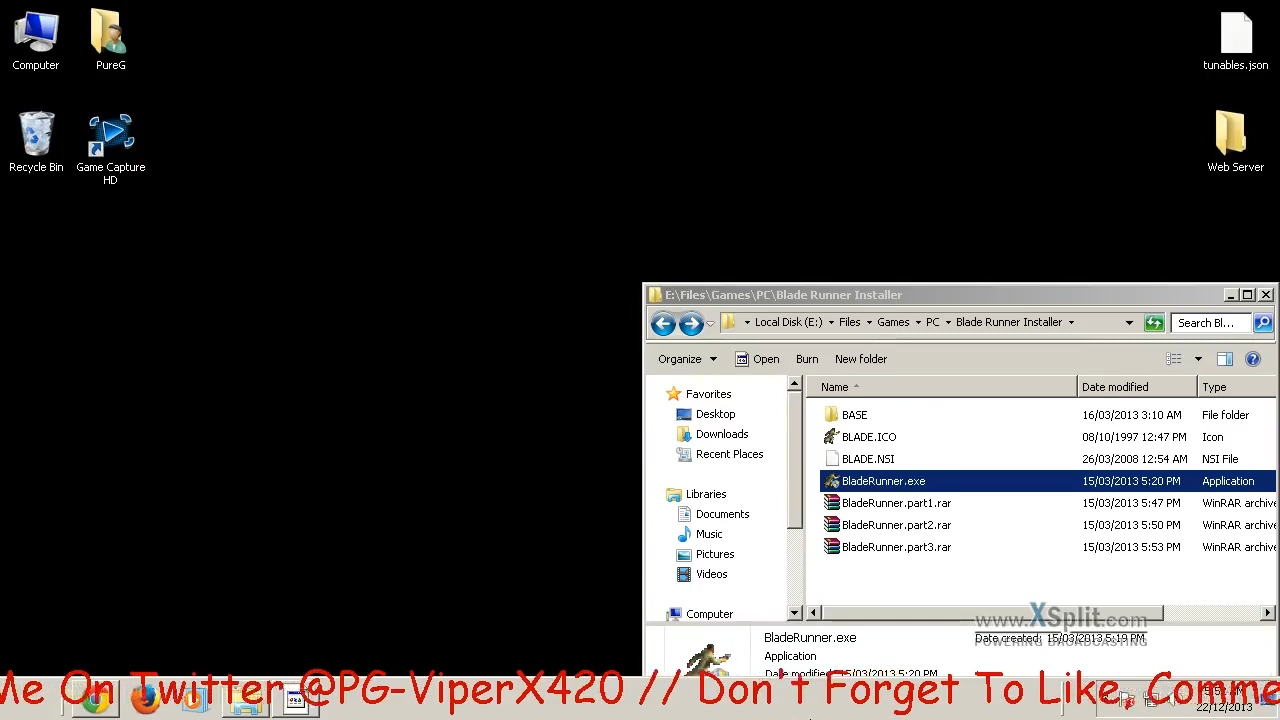 Computer
PureG
tunables.json
Recycle Bin
Game Capture
HD
Web Server
E:\Files\Games\PC\Blade Runner Installer
Local Disk (E:) Files Games PC Blade Runner Installer
Search Bl...
Organize Open Burn New folder
Name Date modified Type
Favorites
Desktop
Downloads
Recent Places
Libraries
Documents
Music
Pictures
Videos
Computer
BASE 16/03/2013 3:10 AM File folder
BLADE.ICO 08/10/1997 12:47 PM Icon
BLADE.NSI 26/03/2008 12:54 AM NSI File
BladeRunner.exe 15/03/2013 5:20 PM Application
BladeRunner.part1.rar 15/03/2013 5:47 PM WinRAR archive
BladeRunner.part2.rar 15/03/2013 5:50 PM WinRAR archive
BladeRunner.part3.rar 15/03/2013 5:53 PM WinRAR archive
www.XSplit.com
POWERING BROADCASTING
BladeRunner.exe
Date created: 15/03/2013 5:19 PM
Application
Date modified: 15/03/2013 5:20 PM
Me On Twitter @PG-ViperX420 // Don't Forget To Like, Comme
22/12/2013